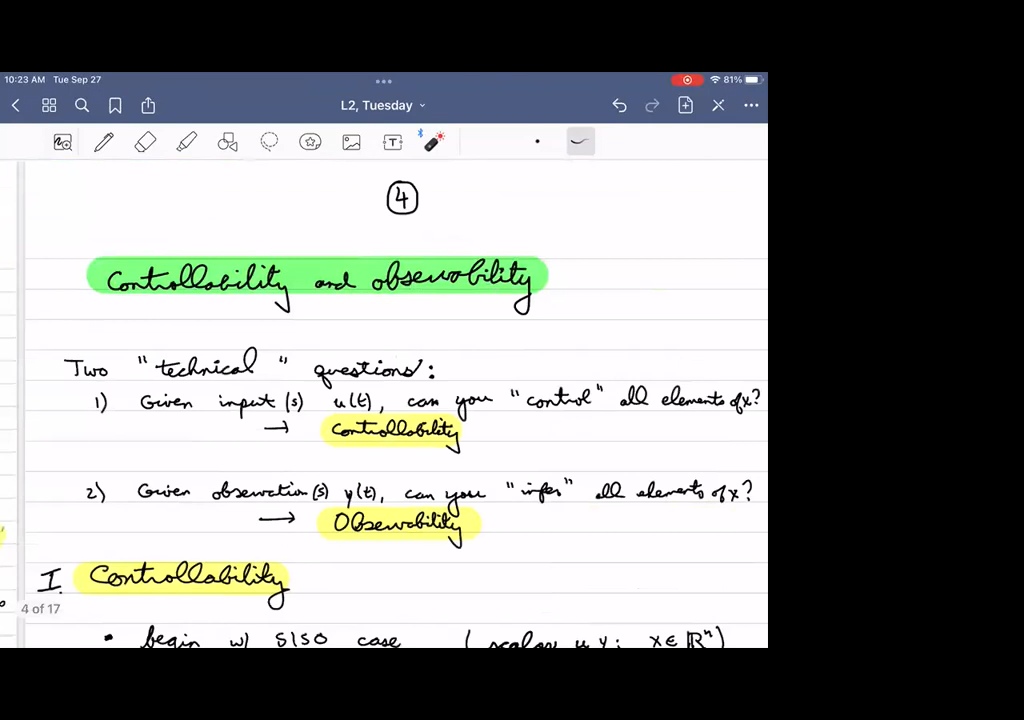 10:23 AM Tue Sep 27
81%
L2, Tuesday
4
Controllability and observability
Two "technical" questions:
1) Given input(s) u(t), can you "control" all elements of x?
→ Controllability
2) Given observation(s) y(t), can you "infer" all elements of x?
→ Observability
I. Controllability
4 of 17
• begin w/ SISO case (scalar u, y; x ∈ ℝⁿ)